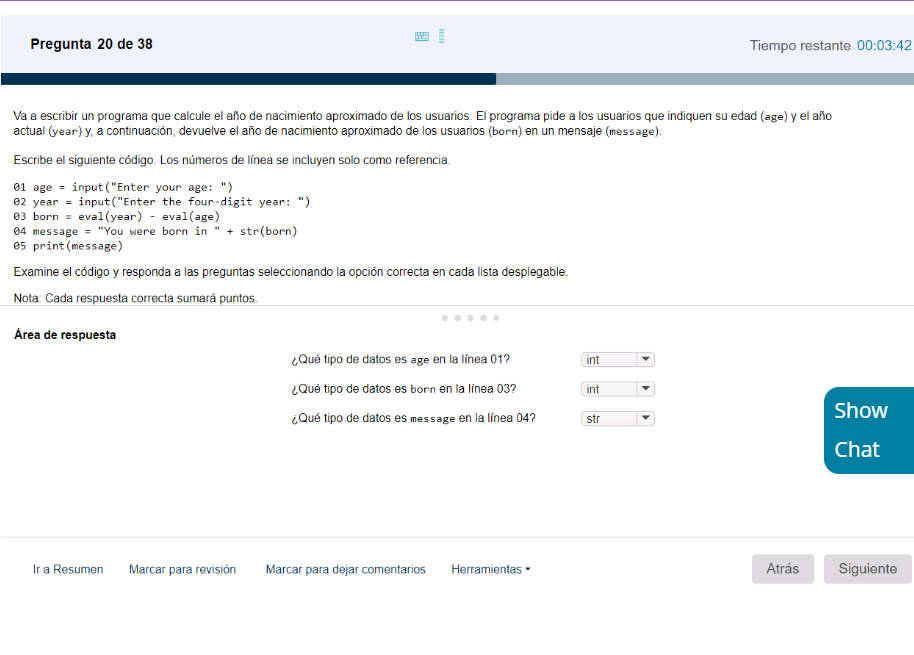 Pregunta 20 de 38
Tiempo restante 00:03:42
Va a escribir un programa que calcule el año de nacimiento aproximado de los usuarios. El programa pide a los usuarios que indiquen su edad (age) y el año
actual (year) y, a continuación, devuelve el año de nacimiento aproximado de los usuarios (born) en un mensaje (message).
Escribe el siguiente código. Los números de línea se incluyen solo como referencia.
01 age = input("Enter your age: ")
02 year = input("Enter the four-digit year: ")
03 born = eval(year) - eval(age)
04 message = "You were born in " + str(born)
05 print(message)
Examine el código y responda a las preguntas seleccionando la opción correcta en cada lista desplegable.
Nota: Cada respuesta correcta sumará puntos.
Área de respuesta
¿Qué tipo de datos es age en la línea 01? int
¿Qué tipo de datos es born en la línea 03? int
¿Qué tipo de datos es message en la línea 04? str
Show
Chat
Ir a Resumen Marcar para revisión Marcar para dejar comentarios Herramientas Atrás Siguiente